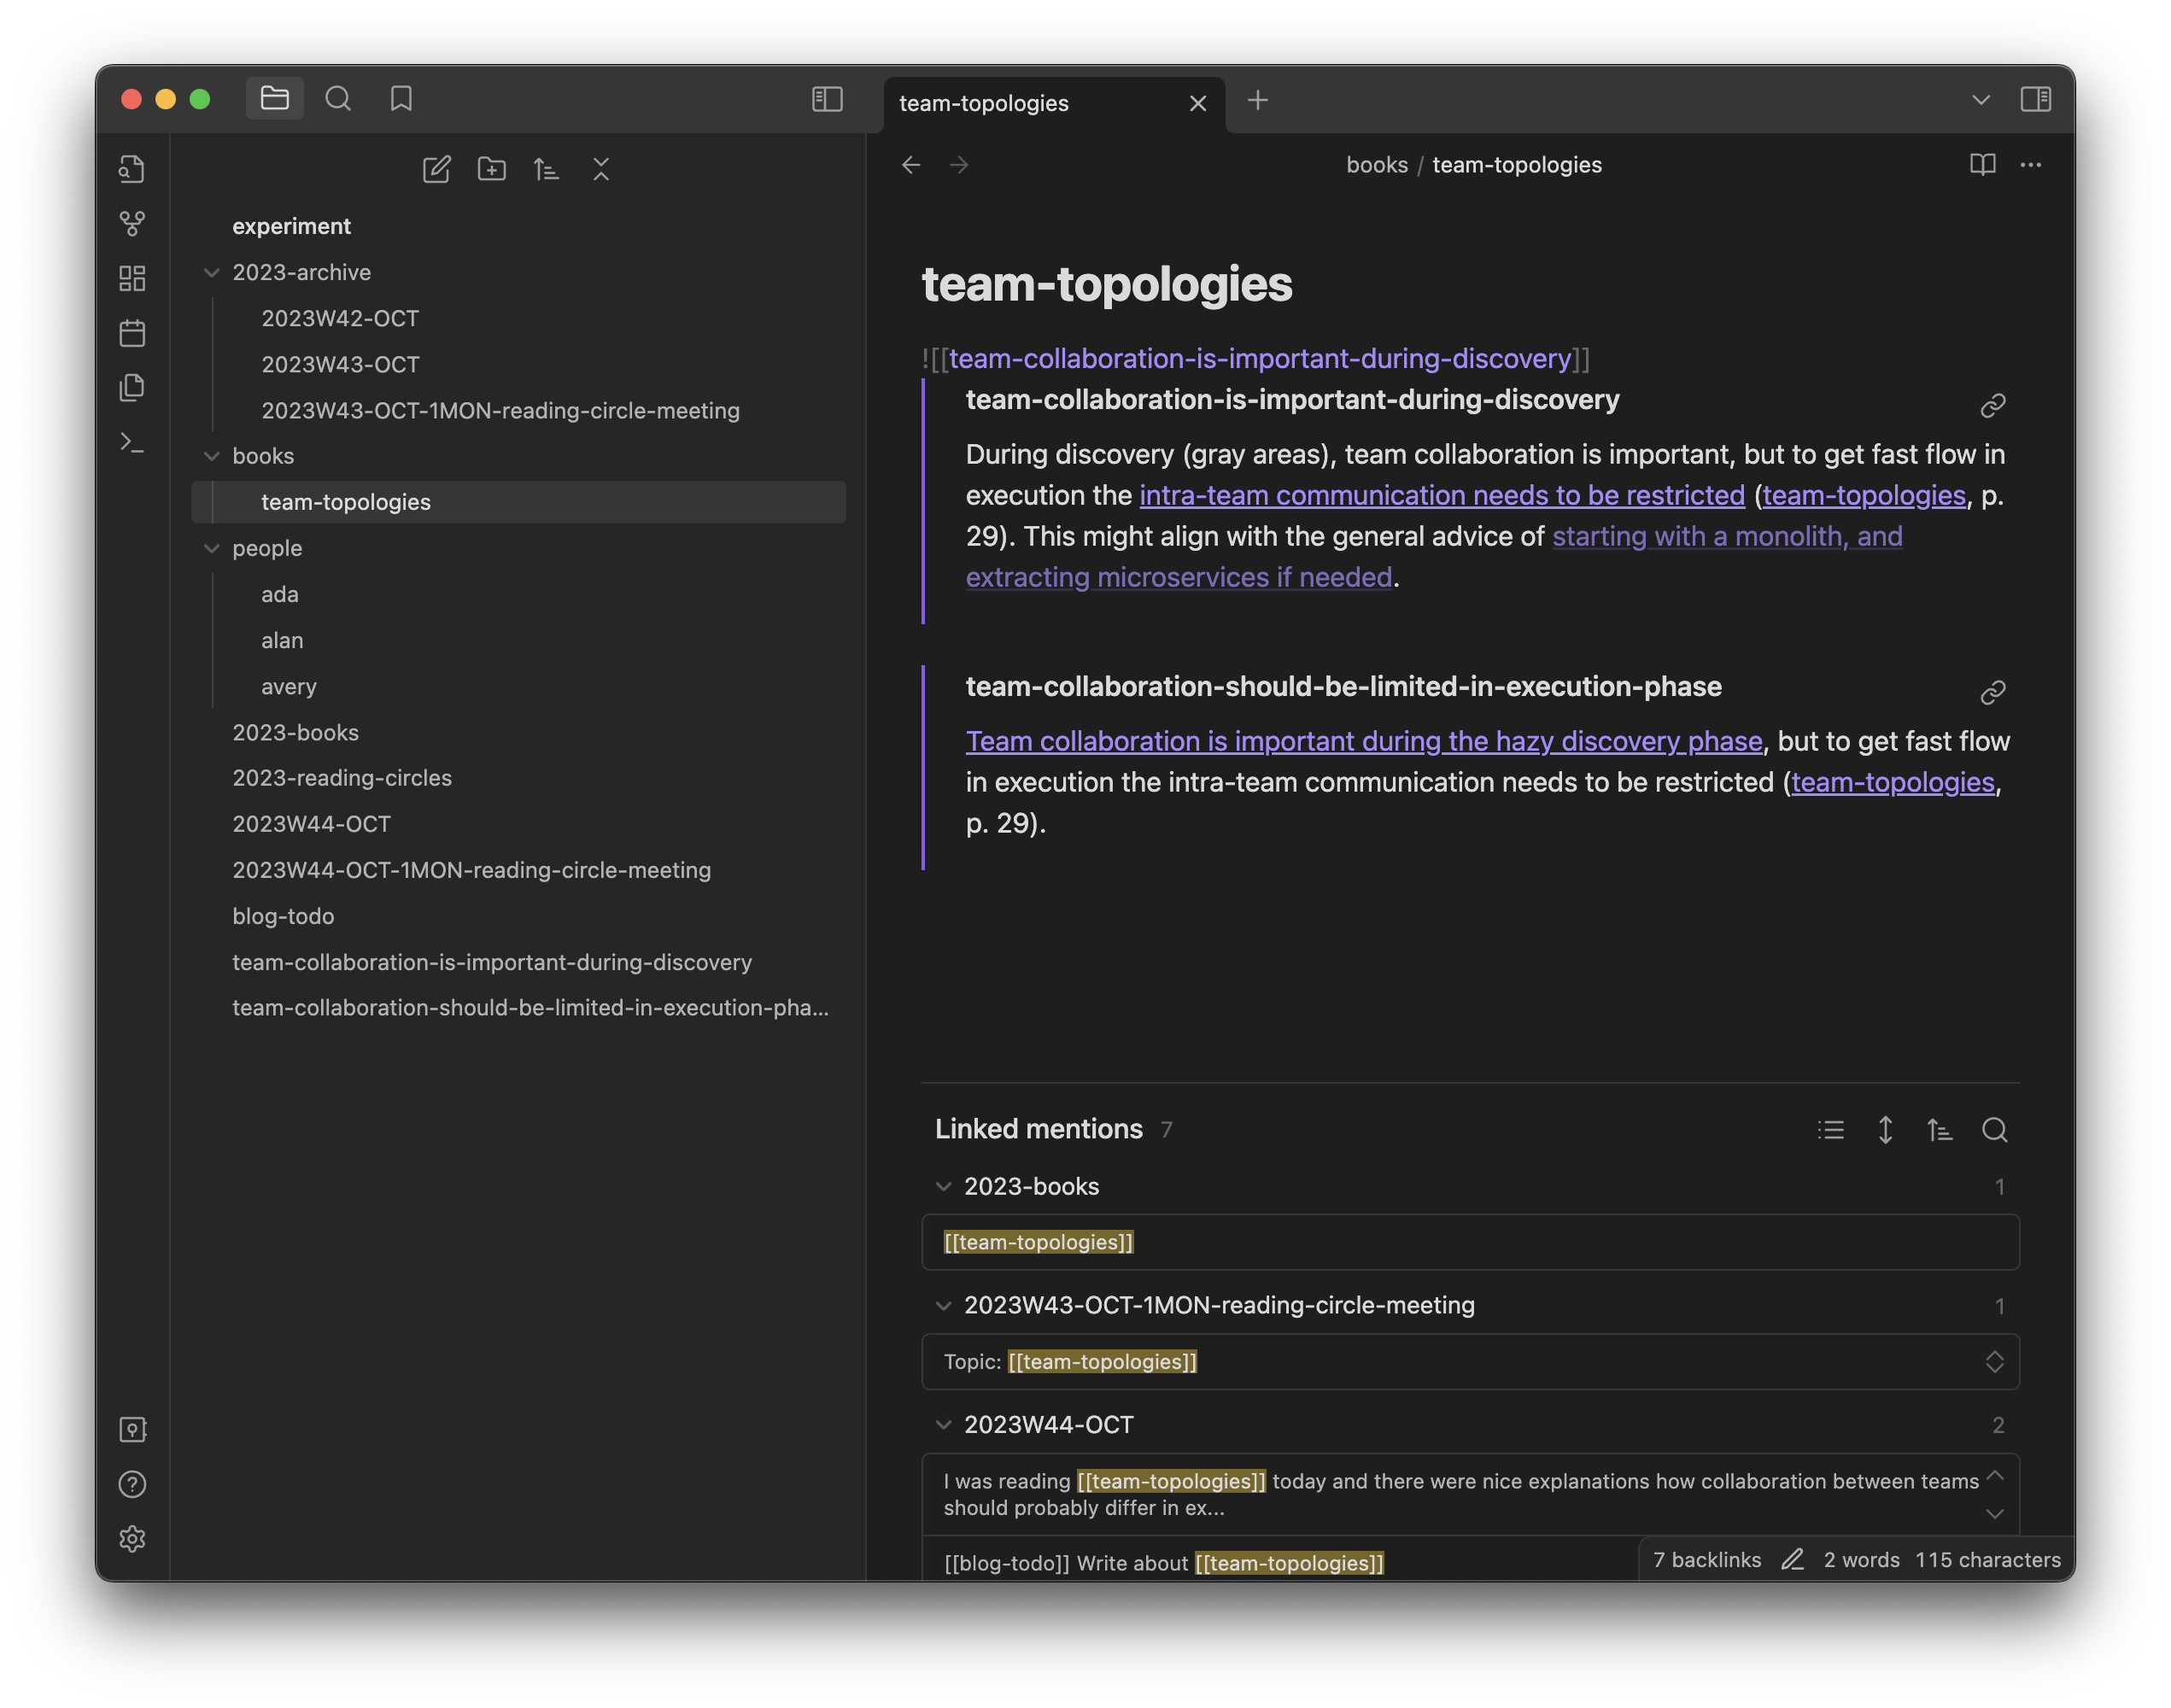 team-topologies
books / team-topologies
experiment
2023-archive
2023W42-OCT
2023W43-OCT
2023W43-OCT-1MON-reading-circle-meeting
books
team-topologies
people
ada
alan
avery
2023-books
2023-reading-circles
2023W44-OCT
2023W44-OCT-1MON-reading-circle-meeting
blog-todo
team-collaboration-is-important-during-discovery
team-collaboration-should-be-limited-in-execution-pha...
team-topologies
![[team-collaboration-is-important-during-discovery]]
team-collaboration-is-important-during-discovery
During discovery (gray areas), team collaboration is important, but to get fast flow in
execution the intra-team communication needs to be restricted (team-topologies, p.
29). This might align with the general advice of starting with a monolith, and
extracting microservices if needed.
team-collaboration-should-be-limited-in-execution-phase
Team collaboration is important during the hazy discovery phase, but to get fast flow
in execution the intra-team communication needs to be restricted (team-topologies,
p. 29).
Linked mentions 7
2023-books 1
[[team-topologies]]
2023W43-OCT-1MON-reading-circle-meeting 1
Topic: [[team-topologies]]
2023W44-OCT 2
I was reading [[team-topologies]] today and there were nice explanations how collaboration between teams
should probably differ in ex...
[[blog-todo]] Write about [[team-topologies]]
7 backlinks 2 words 115 characters